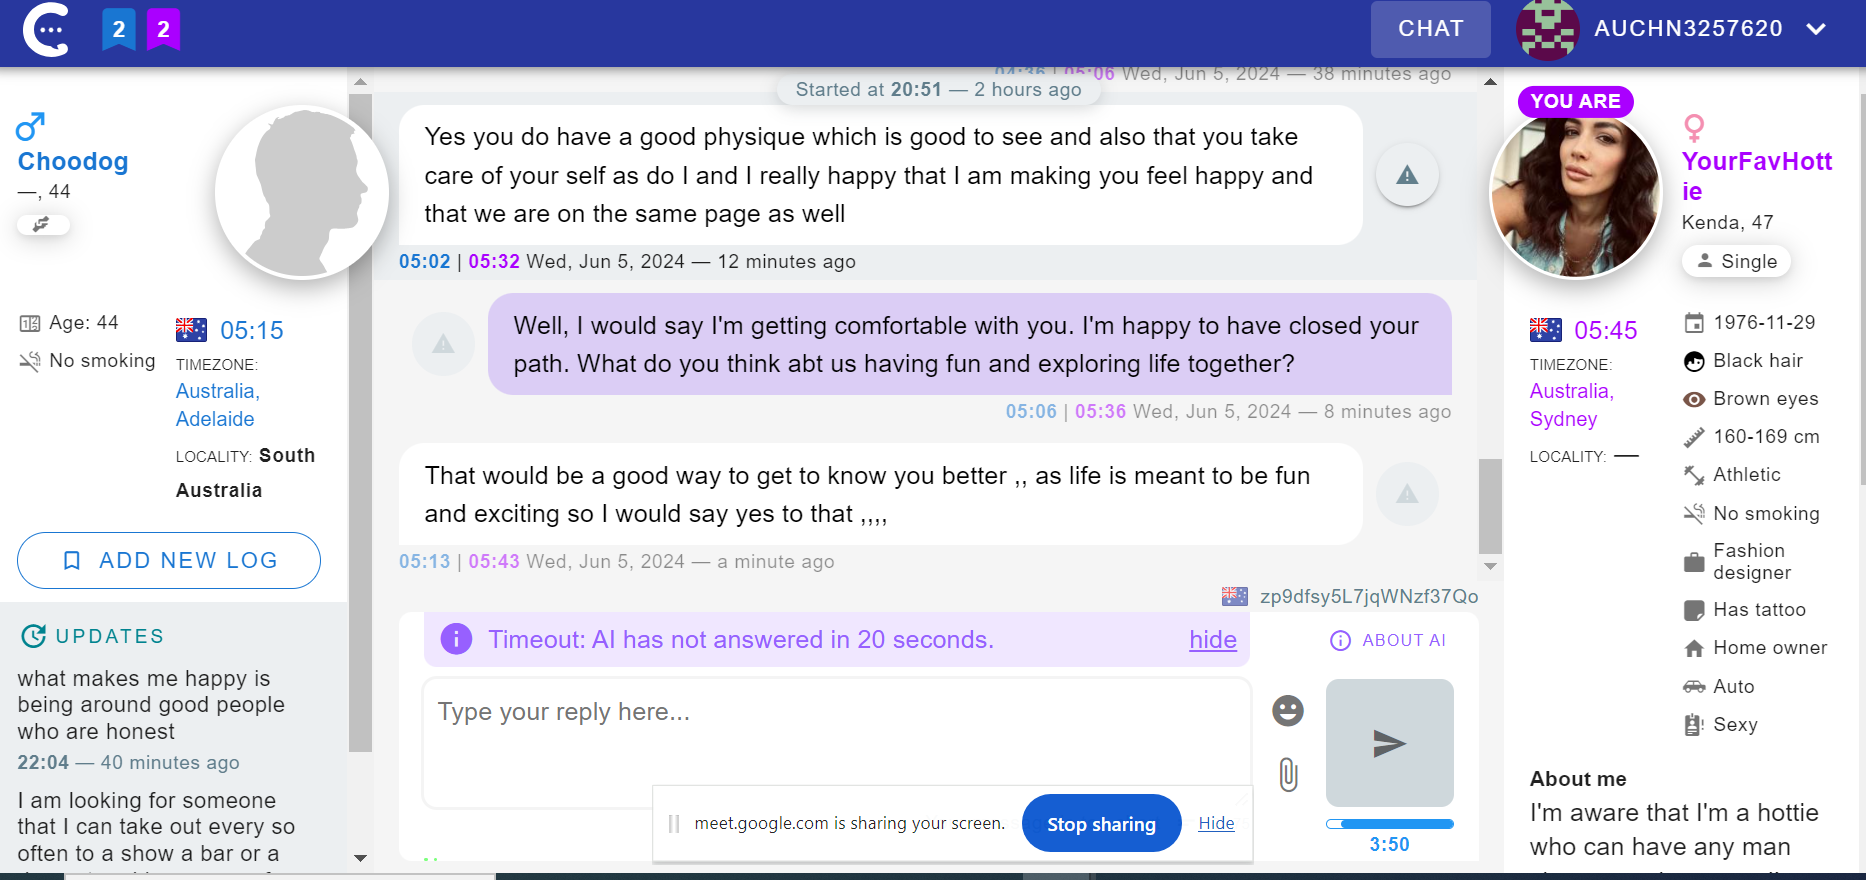 2
2
CHAT
AUCHN3257620
04:36 | 05:06 Wed, Jun 5, 2024 — 38 minutes ago
Started at 20:51 — 2 hours ago
Choodog
—, 44
Age: 44
No smoking
05:15
TIMEZONE:
Australia,
Adelaide
LOCALITY: South
Australia
ADD NEW LOG
UPDATES
what makes me happy is
being around good people
who are honest
22:04 — 40 minutes ago
I am looking for someone
that I can take out every so
often to a show a bar or a
Yes you do have a good physique which is good to see and also that you take
care of your self as do I and I really happy that I am making you feel happy and
that we are on the same page as well
05:02 | 05:32 Wed, Jun 5, 2024 — 12 minutes ago
Well, I would say I'm getting comfortable with you. I'm happy to have closed your
path. What do you think abt us having fun and exploring life together?
05:06 | 05:36 Wed, Jun 5, 2024 — 8 minutes ago
That would be a good way to get to know you better ,, as life is meant to be fun
and exciting so I would say yes to that ,,,,
05:13 | 05:43 Wed, Jun 5, 2024 — a minute ago
zp9dfsy5L7jqWNzf37Qo
Timeout: AI has not answered in 20 seconds.
hide
ABOUT AI
Type your reply here...
meet.google.com is sharing your screen.
Stop sharing
Hide
3:50
YOU ARE
YourFavHott
ie
Kenda, 47
Single
05:45
TIMEZONE:
Australia,
Sydney
LOCALITY: —
1976-11-29
Black hair
Brown eyes
160-169 cm
Athletic
No smoking
Fashion
designer
Has tattoo
Home owner
Auto
Sexy
About me
I'm aware that I'm a hottie
who can have any man